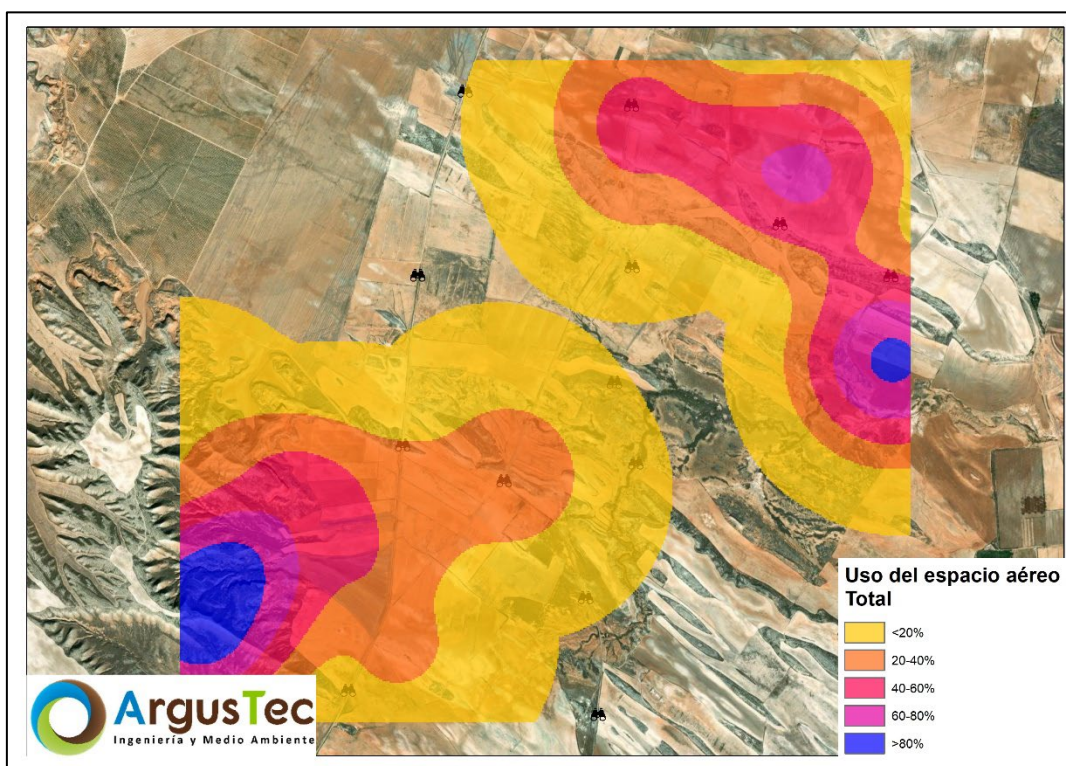 Uso del espacio aéreo
Total
<20%
20-40%
40-60%
60-80%
>80%
ArgusTec
Ingeniería y Medio Ambiente